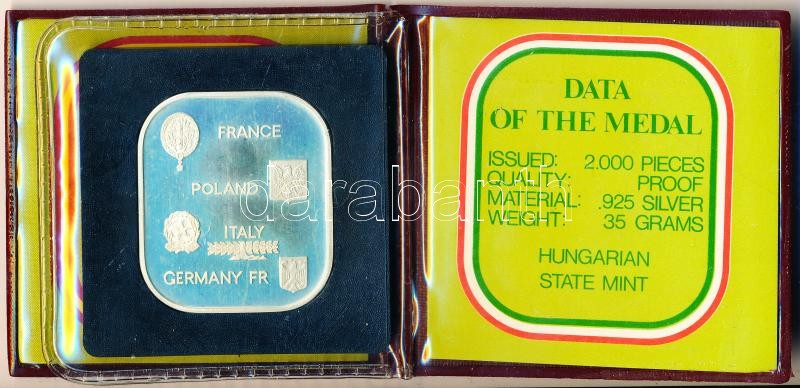 FRANCE
POLAND
ITALY
GERMANY FR
DATA
OF THE MEDAL
ISSUED: 2.000 PIECES
QUALITY: PROOF
MATERIAL: .925 SILVER
WEIGHT: 35 GRAMS
HUNGARIAN
STATE MINT
darabanth